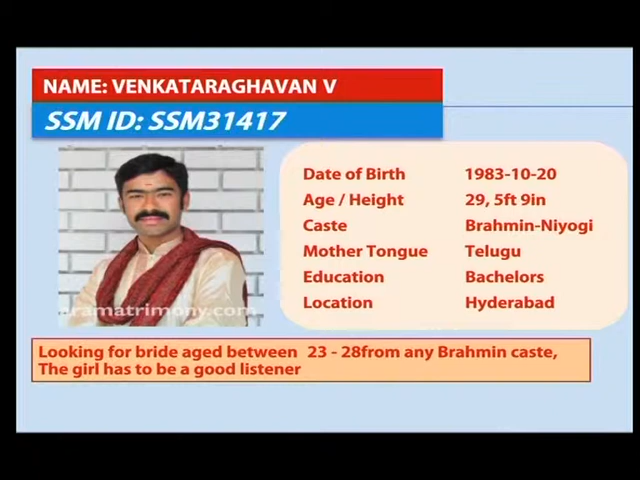 NAME: VENKATARAGHAVAN V
SSM ID: SSM31417
Date of Birth 1983-10-20
Age / Height 29, 5ft 9in
Caste Brahmin-Niyogi
Mother Tongue Telugu
Education Bachelors
Location Hyderabad
ramatrimony.com
Looking for bride aged between 23 - 28from any Brahmin caste,
The girl has to be a good listener